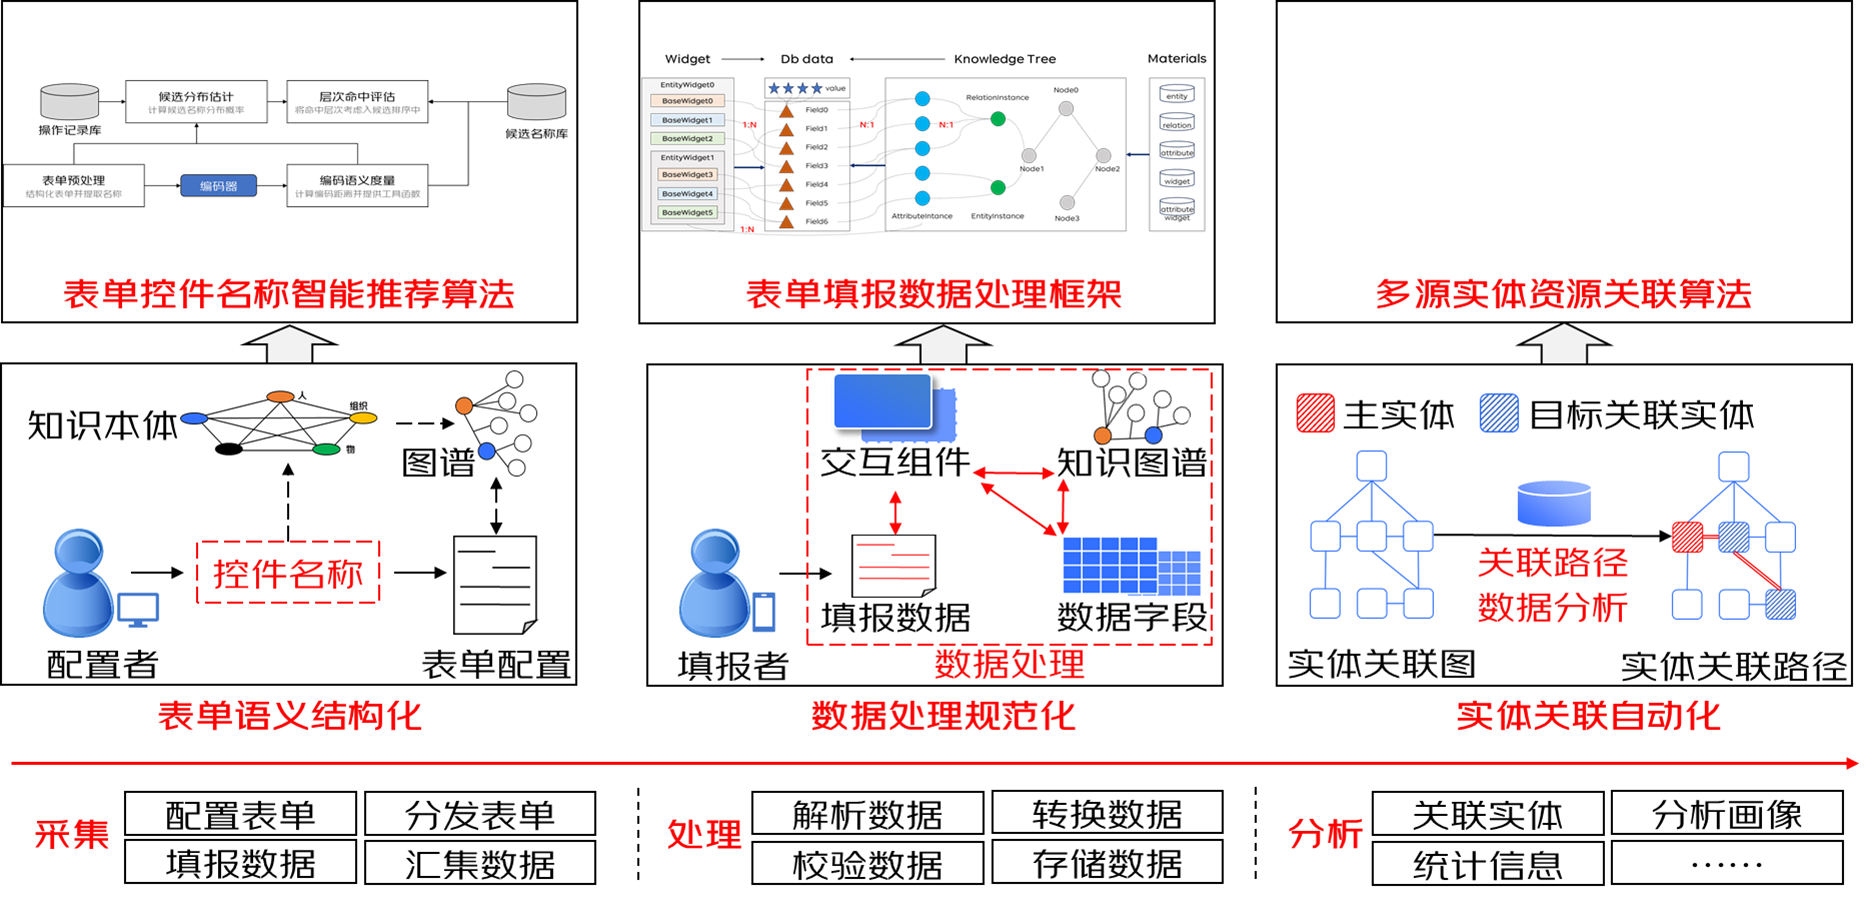 候选分布估计
计算候选名称分布概率
层次命中评估
将命中层次考虑入候选排序中
操作记录库
候选名称库
表单预处理
结构化表单并提取名称
编码器
编码语义度量
计算编码距离并提供工具函数
表单控件名称智能推荐算法
Widget
Db data
Knowledge Tree
Materials
EntityWidget0
BaseWidget0
BaseWidget1
BaseWidget2
EntityWidget1
BaseWidget3
BaseWidget4
BaseWidget5
1:N
1:N
value
Field0
Field1
Field2
Field3
Field4
Field5
Field6
N:1
N:1
AttributeIntance
RelationInstance
EntityInstance
Node0
Node1
Node2
Node3
entity
relation
attribute
widget
attribute
widget
表单填报数据处理框架
多源实体资源关联算法
知识本体
人
组织
物
图谱
控件名称
配置者
表单配置
表单语义结构化
交互组件
知识图谱
填报数据
数据字段
填报者
数据处理
数据处理规范化
主实体
目标关联实体
关联路径
数据分析
实体关联图
实体关联路径
实体关联自动化
采集
配置表单
分发表单
填报数据
汇集数据
处理
解析数据
转换数据
校验数据
存储数据
分析
关联实体
分析画像
统计信息
……